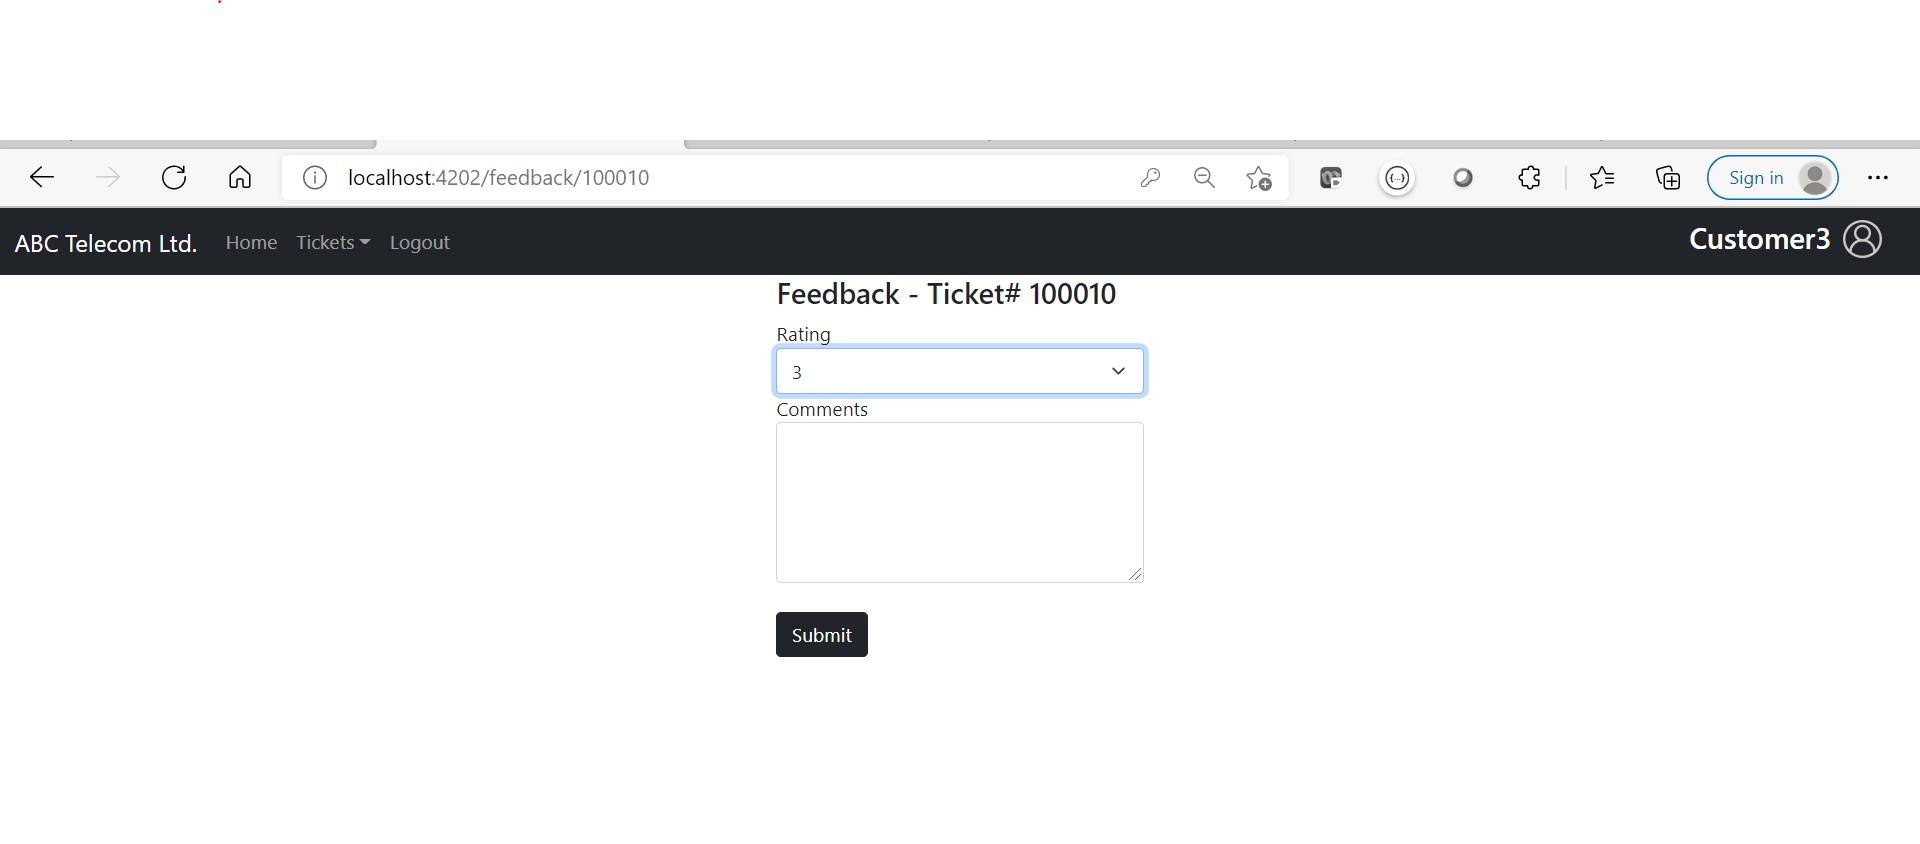 localhost:4202/feedback/100010
Sign in
ABC Telecom Ltd. Home Tickets Logout Customer3
Feedback - Ticket# 100010
Rating
3
Comments
Submit